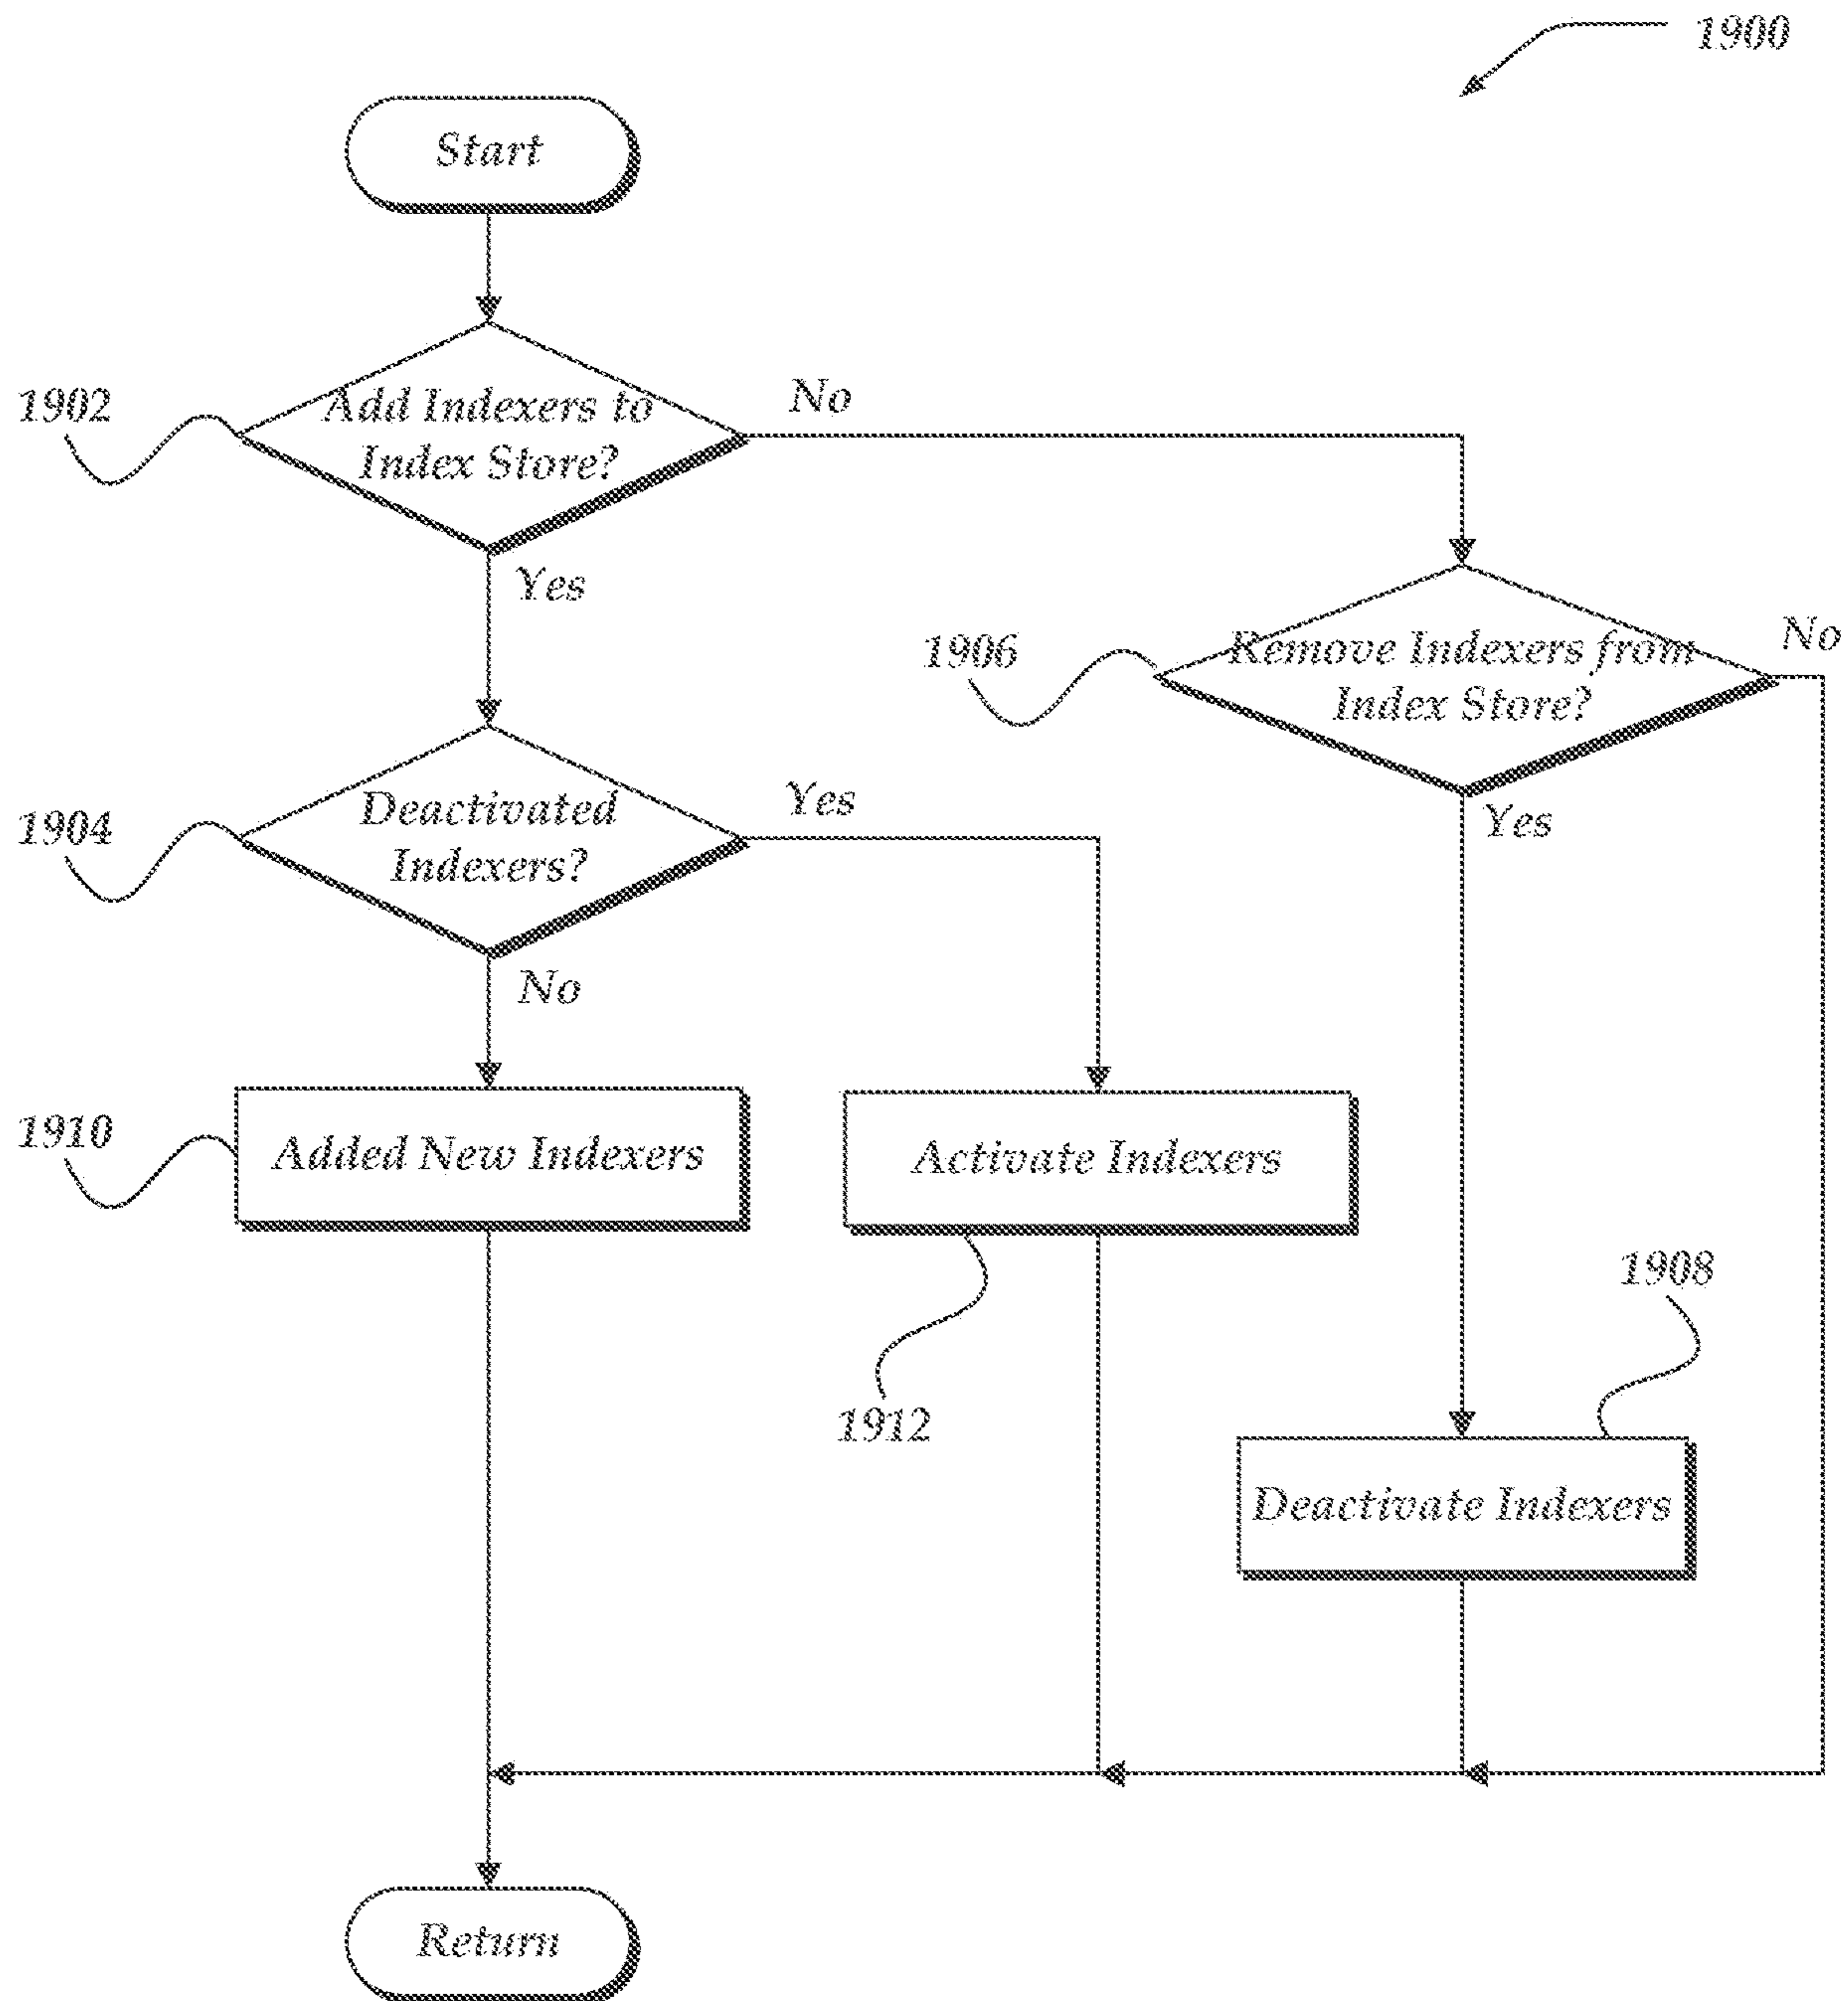 1900
Start
1902
Add Indexers to
Index Store?
No
Yes
1906
Remove Indexers from
Index Store?
No
Yes
1904
Deactivated
Indexers?
Yes
No
1910
Added New Indexers
Activate Indexers
1912
1908
Deactivate Indexers
Return